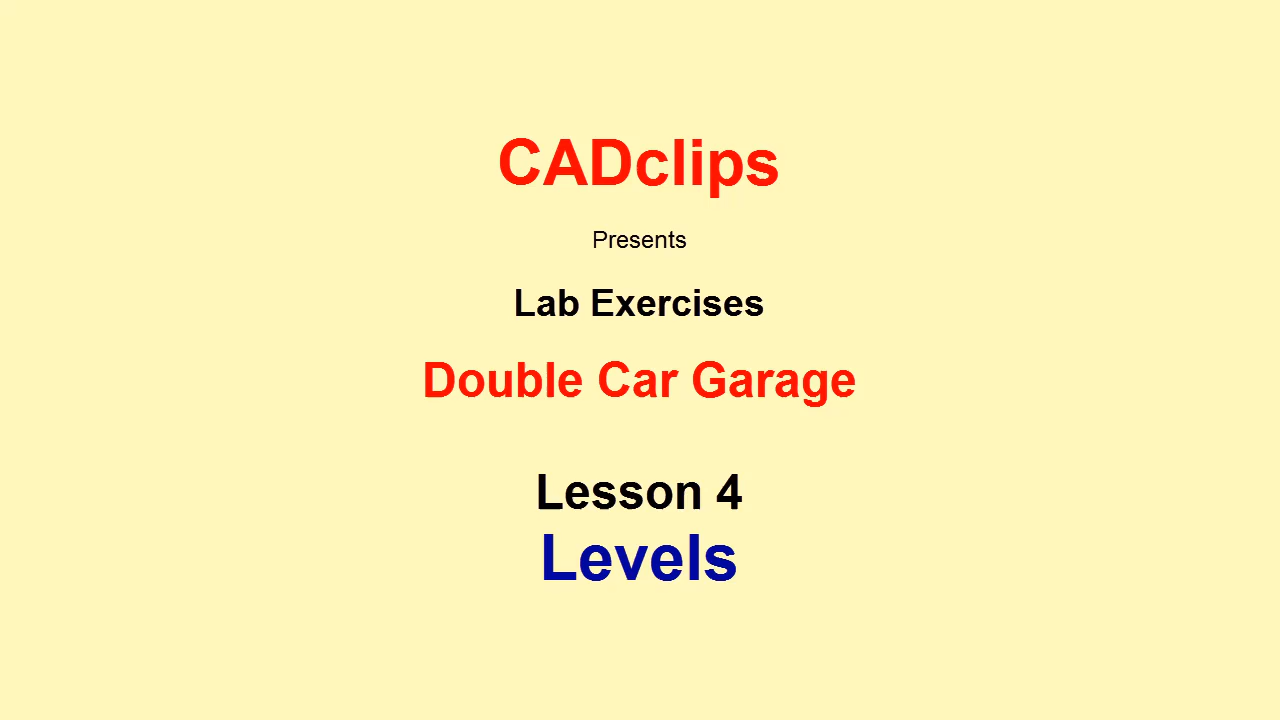 CADclips
Presents
Lab Exercises
Double Car Garage
Lesson 4
Levels